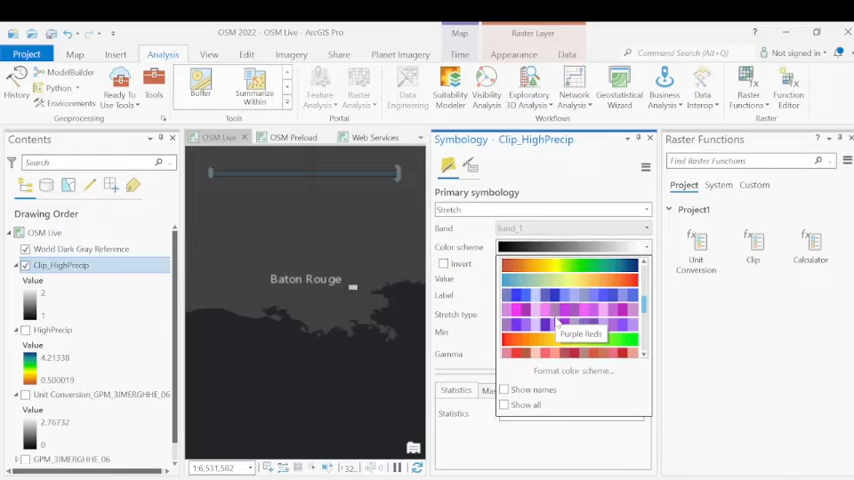 OSM 2022 - OSM Live - ArcGIS Pro
Map
Raster Layer
Project Map Insert Analysis View Edit Imagery Share Planet Imagery Time Appearance Data
Command Search (Alt+Q)
Not signed in
History
ModelBuilder
Python
Environments
Ready To Use Tools
Tools
Buffer
Summarize Within
Feature Analysis
Raster Analysis
Data Engineering
Suitability Modeler
Visibility Analysis
Exploratory 3D Analysis
Network Analysis
Geostatistical Wizard
Business Analysis
Data Interop
Raster Functions
Function Editor
Geoprocessing
Portal
Workflows
Raster
Contents
Search
Drawing Order
OSM Live
World Dark Gray Reference
Clip_HighPrecip
Value
2
1
HighPrecip
Value
4.21338
0.500019
Unit Conversion_GPM_3IMERGHHE_06
Value
2.76732
0
GPM_3IMERGHHE_06
OSM Live
OSM Preload
Web Services
Baton Rouge
1:6,531,582
Symbology - Clip_HighPrecip
Primary symbology
Stretch
Band
Band_1
Color scheme
Invert
Value
Label
Stretch type
Min
Gamma
Purple Reds
Format color scheme...
Show names
Show all
Statistics
Statistics
Raster Functions
Find Raster Functions
Project System Custom
Project1
Unit Conversion
Clip
Calculator